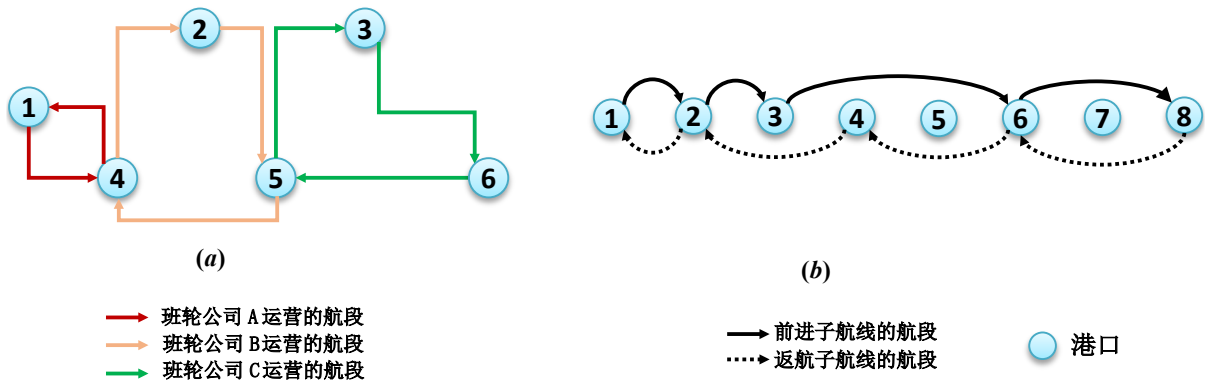 1
2
3
4
5
6
(a)
班轮公司 A 运营的航段
班轮公司 B 运营的航段
班轮公司 C 运营的航段
1 2 3 4 5 6 7 8
(b)
前进子航线的航段
返航子航线的航段
港口